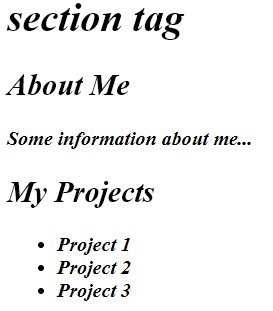 section tag
About Me
Some information about me...
My Projects
• Project 1
• Project 2
• Project 3